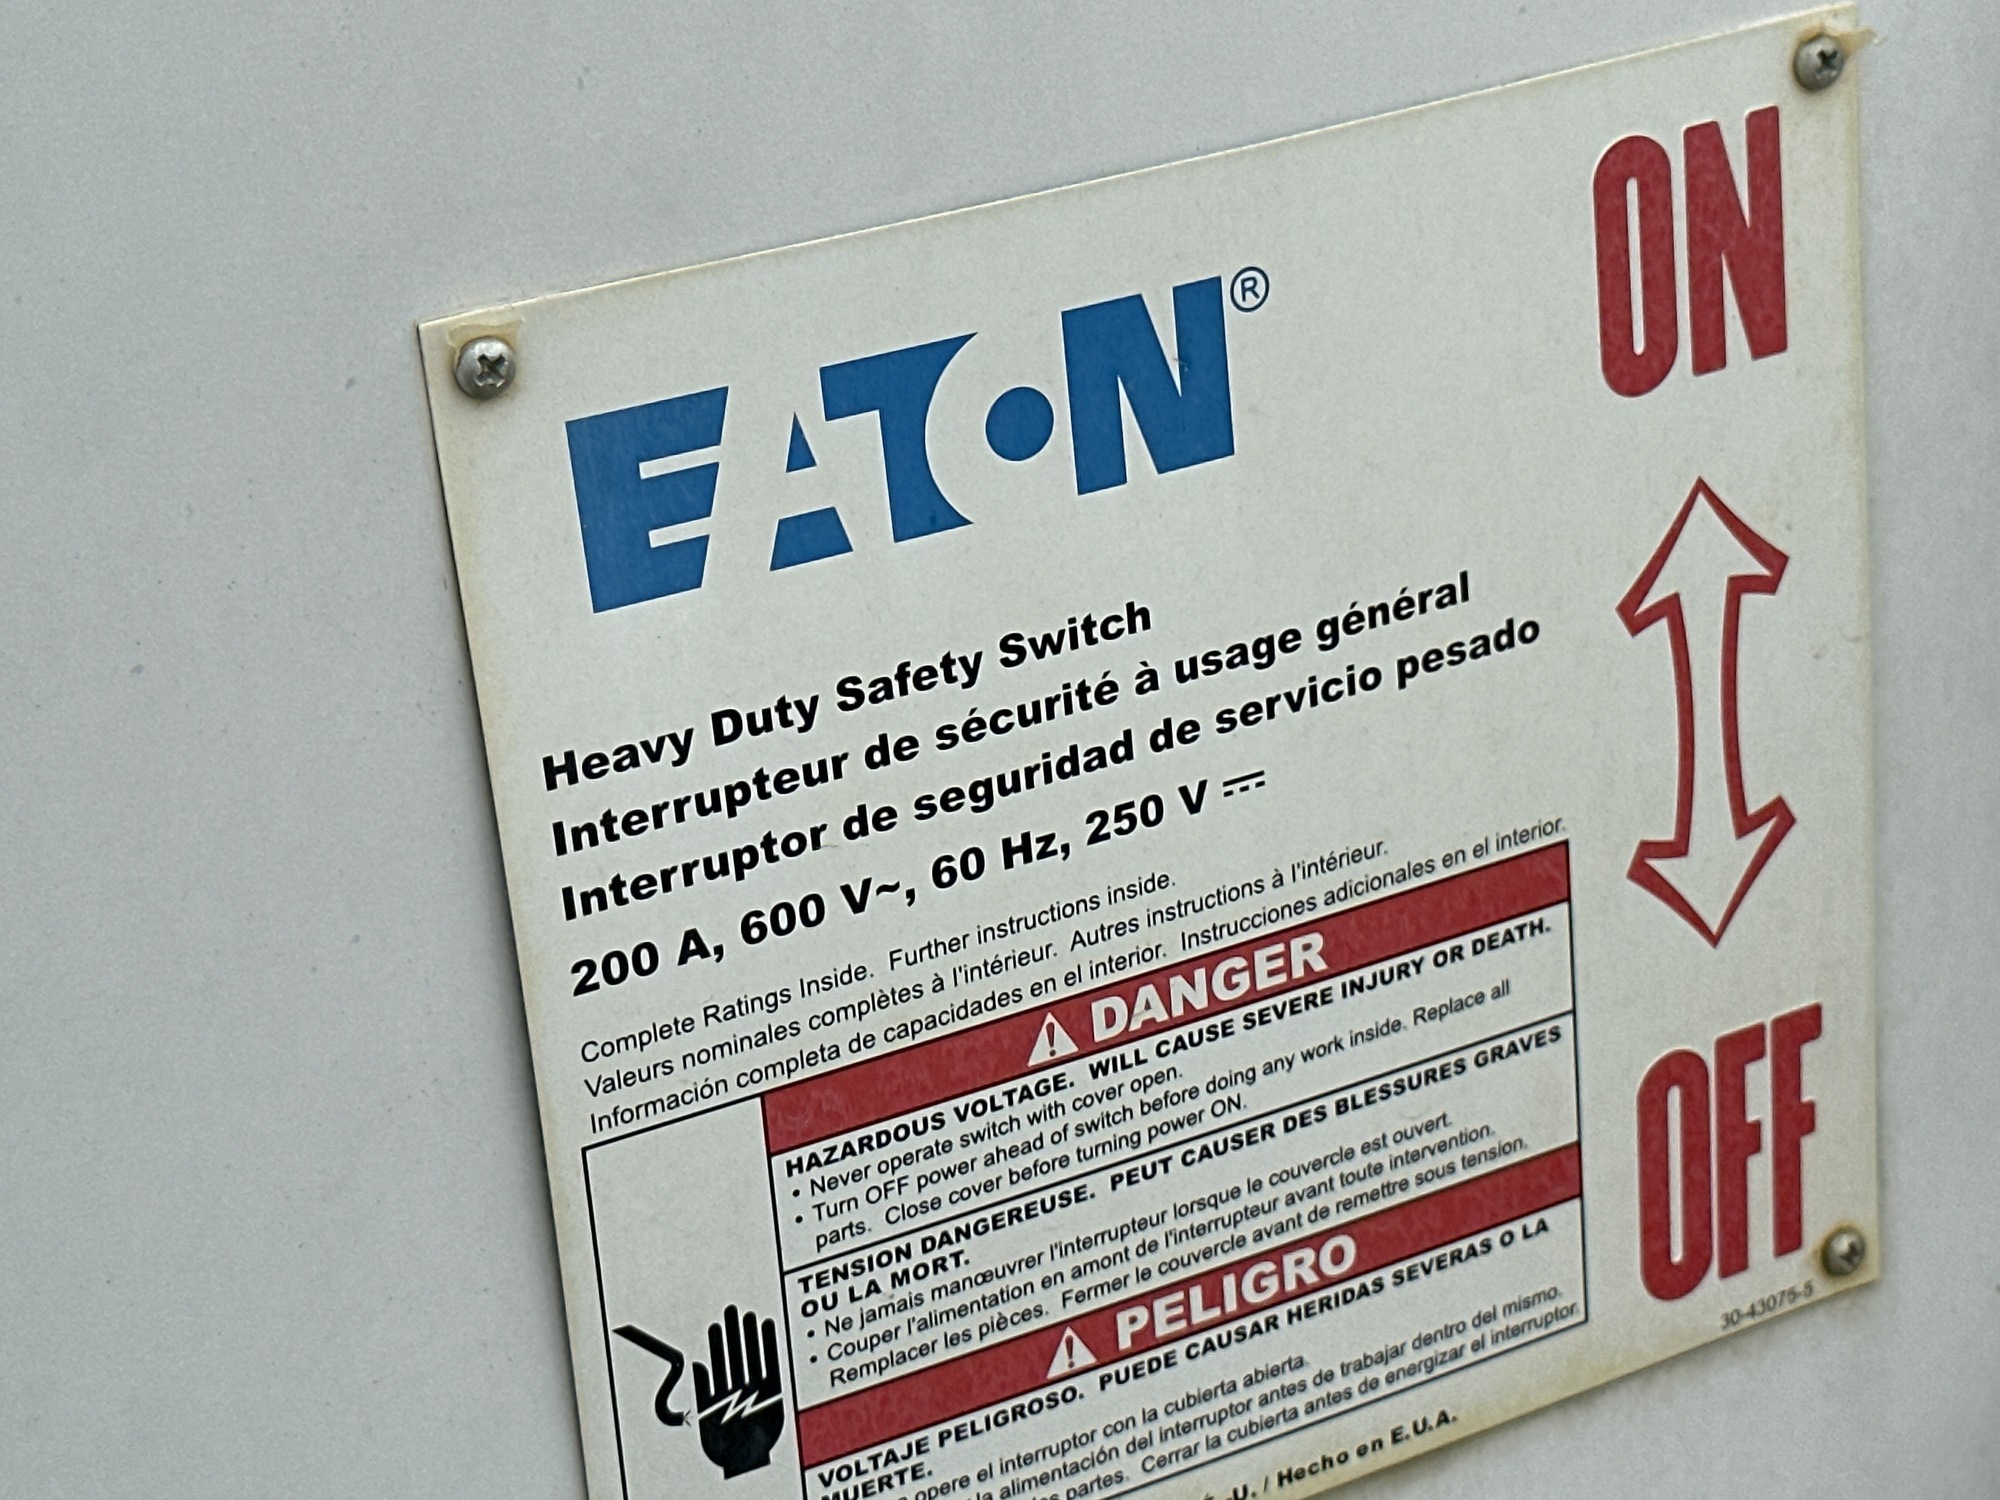 EATON®
ON
Heavy Duty Safety Switch
Interrupteur de sécurité à usage général
Interruptor de seguridad de servicio pesado
200 A, 600 V~, 60 Hz, 250 V ⎓
Complete Ratings Inside. Further instructions inside.
Valeurs nominales complètes à l'intérieur. Autres instructions à l'intérieur.
Información completa de capacidades en el interior. Instrucciones adicionales en el interior.
DANGER
HAZARDOUS VOLTAGE. WILL CAUSE SEVERE INJURY OR DEATH.
• Never operate switch with cover open.
• Turn OFF power ahead of switch before doing any work inside. Replace all
parts. Close cover before turning power ON.
TENSION DANGEREUSE. PEUT CAUSER DES BLESSURES GRAVES
OU LA MORT.
• Ne jamais manœuvrer l'interrupteur lorsque le couvercle est ouvert.
• Couper l'alimentation en amont de l'interrupteur avant toute intervention.
Remplacer les pièces. Fermer le couvercle avant de remettre sous tension.
PELIGRO
VOLTAJE PELIGROSO. PUEDE CAUSAR HERIDAS SEVERAS O LA
MUERTE.
opere el interruptor con la cubierta abierta.
la alimentación del interruptor antes de trabajar dentro del mismo.
partes. Cerrar la cubierta antes de energizar el interruptor.
/ Hecho en E.U.A.
OFF
30-43075-5